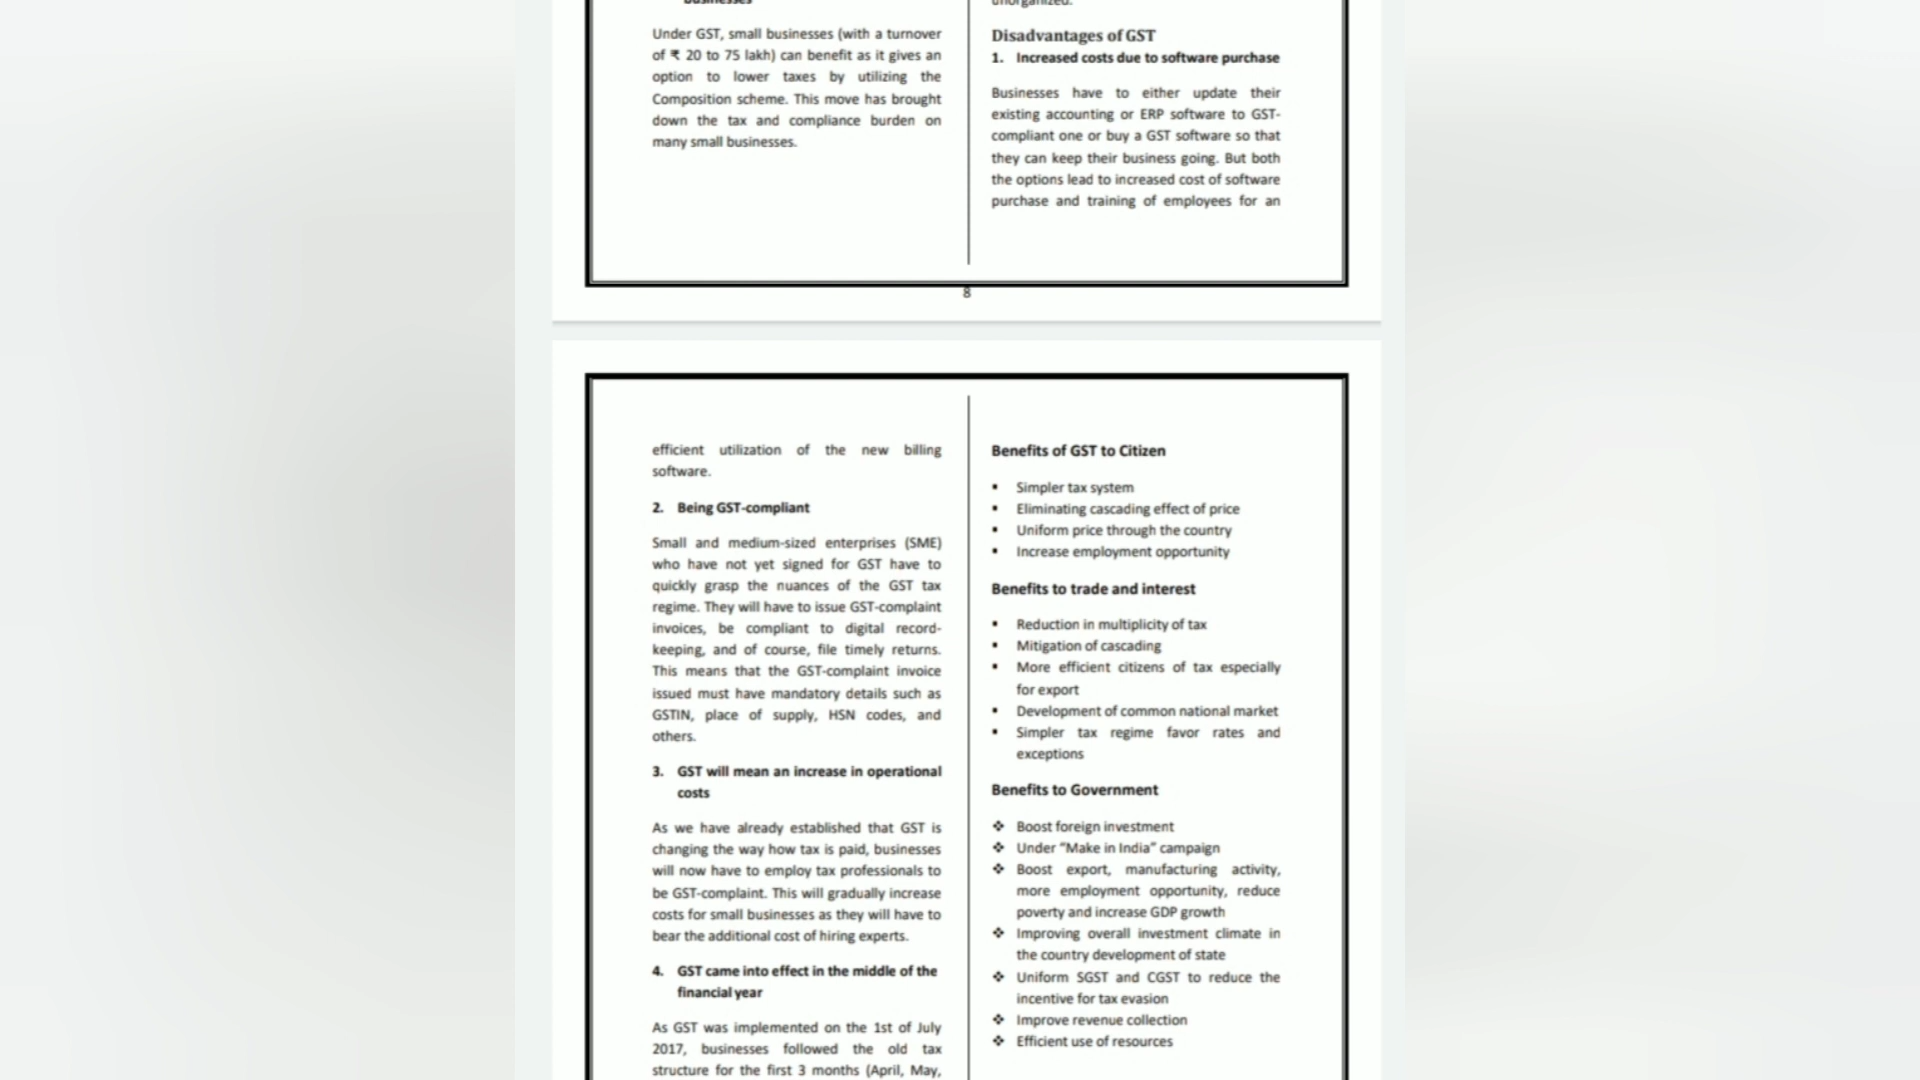 businesses
Under GST, small businesses (with a turnover
of ₹ 20 to 75 lakh) can benefit as it gives an
option to lower taxes by utilizing the
Composition scheme. This move has brought
down the tax and compliance burden on
many small businesses.
unorganized.
Disadvantages of GST
1. Increased costs due to software purchase
Businesses have to either update their
existing accounting or ERP software to GST-
compliant one or buy a GST software so that
they can keep their business going. But both
the options lead to increased cost of software
purchase and training of employees for an
8
efficient utilization of the new billing
software.
2. Being GST-compliant
Small and medium-sized enterprises (SME)
who have not yet signed for GST have to
quickly grasp the nuances of the GST tax
regime. They will have to issue GST-complaint
invoices, be compliant to digital record-
keeping, and of course, file timely returns.
This means that the GST-complaint invoice
issued must have mandatory details such as
GSTIN, place of supply, HSN codes, and
others.
3. GST will mean an increase in operational
costs
As we have already established that GST is
changing the way how tax is paid, businesses
will now have to employ tax professionals to
be GST-complaint. This will gradually increase
costs for small businesses as they will have to
bear the additional cost of hiring experts.
4. GST came into effect in the middle of the
financial year
As GST was implemented on the 1st of July
2017, businesses followed the old tax
structure for the first 3 months (April, May,
Benefits of GST to Citizen
▪ Simpler tax system
▪ Eliminating cascading effect of price
▪ Uniform price through the country
▪ Increase employment opportunity
Benefits to trade and interest
▪ Reduction in multiplicity of tax
▪ Mitigation of cascading
▪ More efficient citizens of tax especially
for export
▪ Development of common national market
▪ Simpler tax regime favor rates and
exceptions
Benefits to Government
❖ Boost foreign investment
❖ Under “Make in India” campaign
❖ Boost export, manufacturing activity,
more employment opportunity, reduce
poverty and increase GDP growth
❖ Improving overall investment climate in
the country development of state
❖ Uniform SGST and CGST to reduce the
incentive for tax evasion
❖ Improve revenue collection
❖ Efficient use of resources